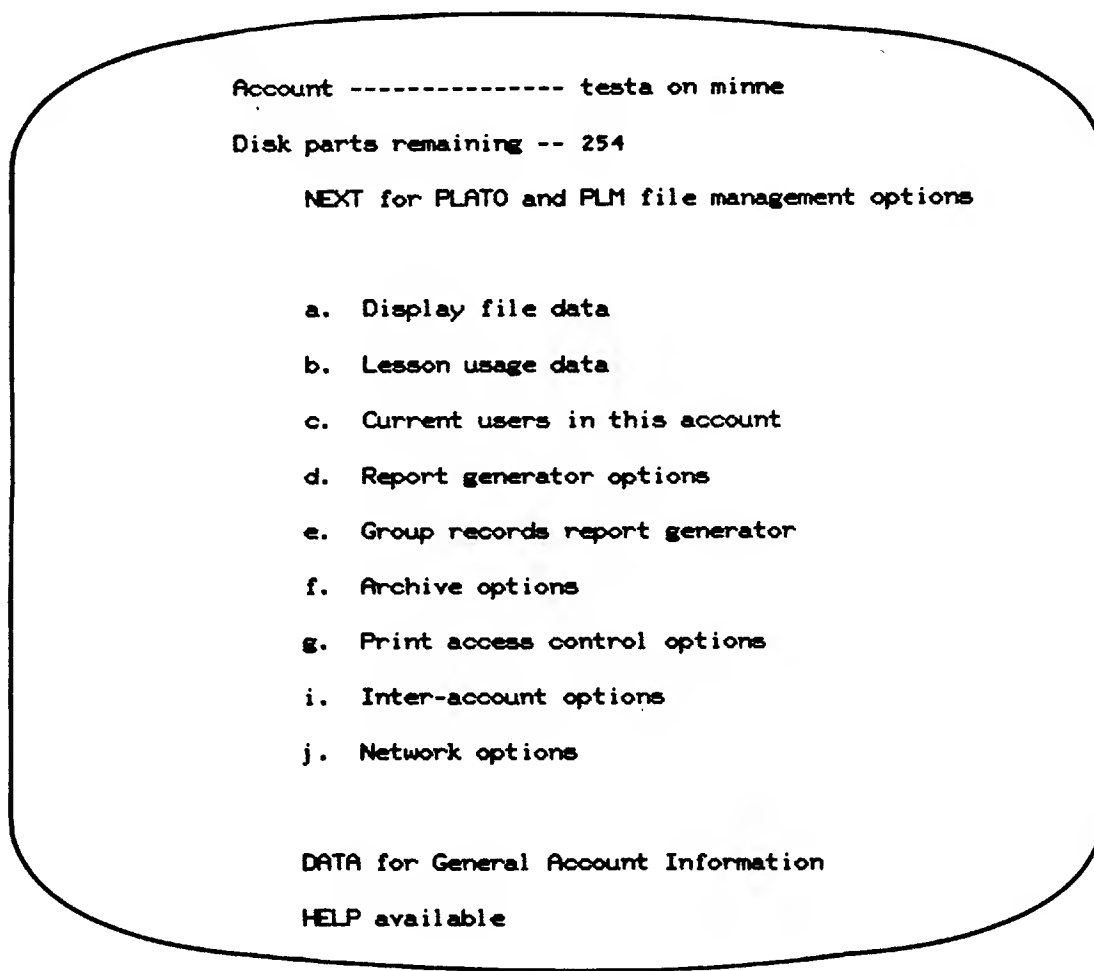 Account --------------- testa on minne
Disk parts remaining -- 254
NEXT for PLATO and PLM file management options
a. Display file data
b. Lesson usage data
c. Current users in this account
d. Report generator options
e. Group records report generator
f. Archive options
g. Print access control options
i. Inter-account options
j. Network options
DATA for General Account Information
HELP available